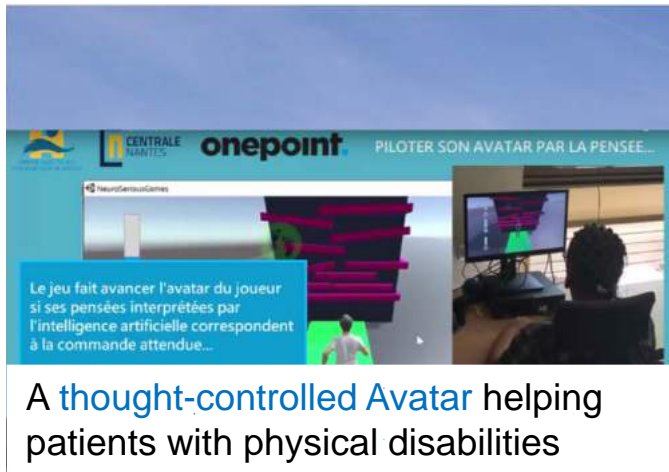 CENTRALE
NANTES
onepoint.
PILOTER SON AVATAR PAR LA PENSEE...
NeuroSeriousGames
Le jeu fait avancer l'avatar du joueur
si ses pensées interprétées par
l'intelligence artificielle correspondent
à la commande attendue...
A thought-controlled Avatar helping
patients with physical disabilities